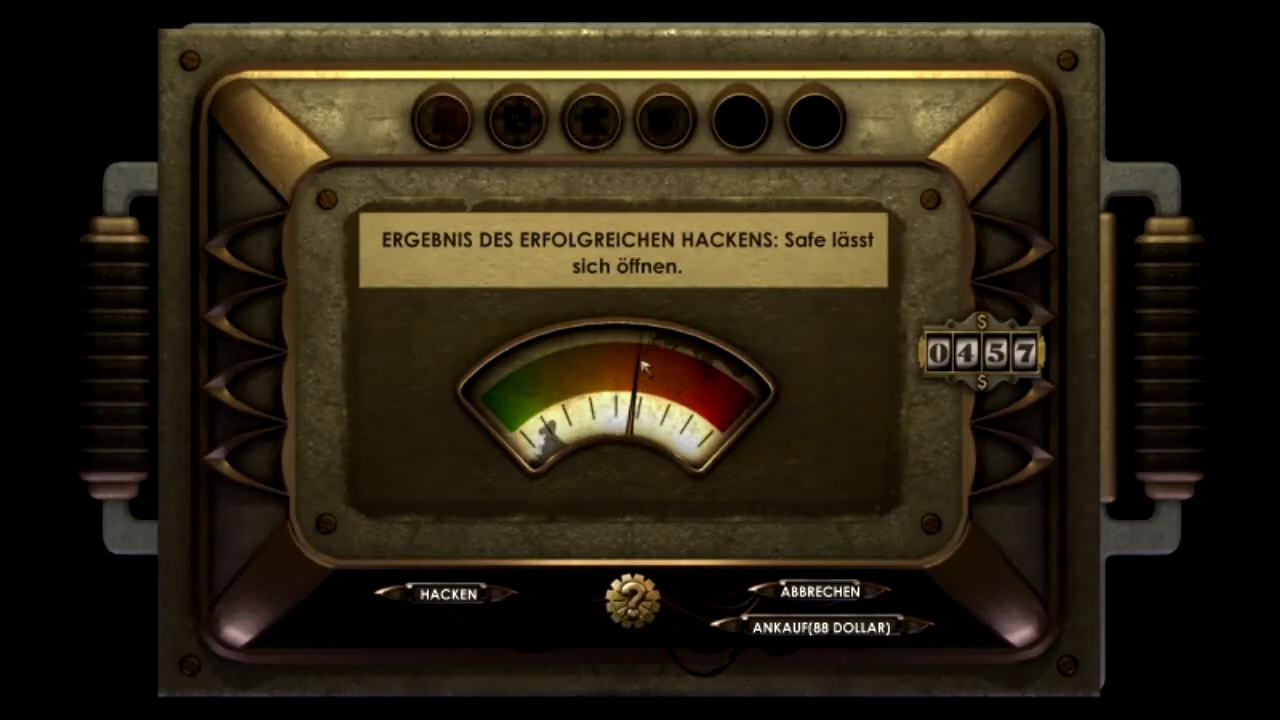 ERGEBNIS DES ERFOLGREICHEN HACKENS: Safe lässt
sich öffnen.
$
0457
$
HACKEN
?
ABBRECHEN
ANKAUF(88 DOLLAR)